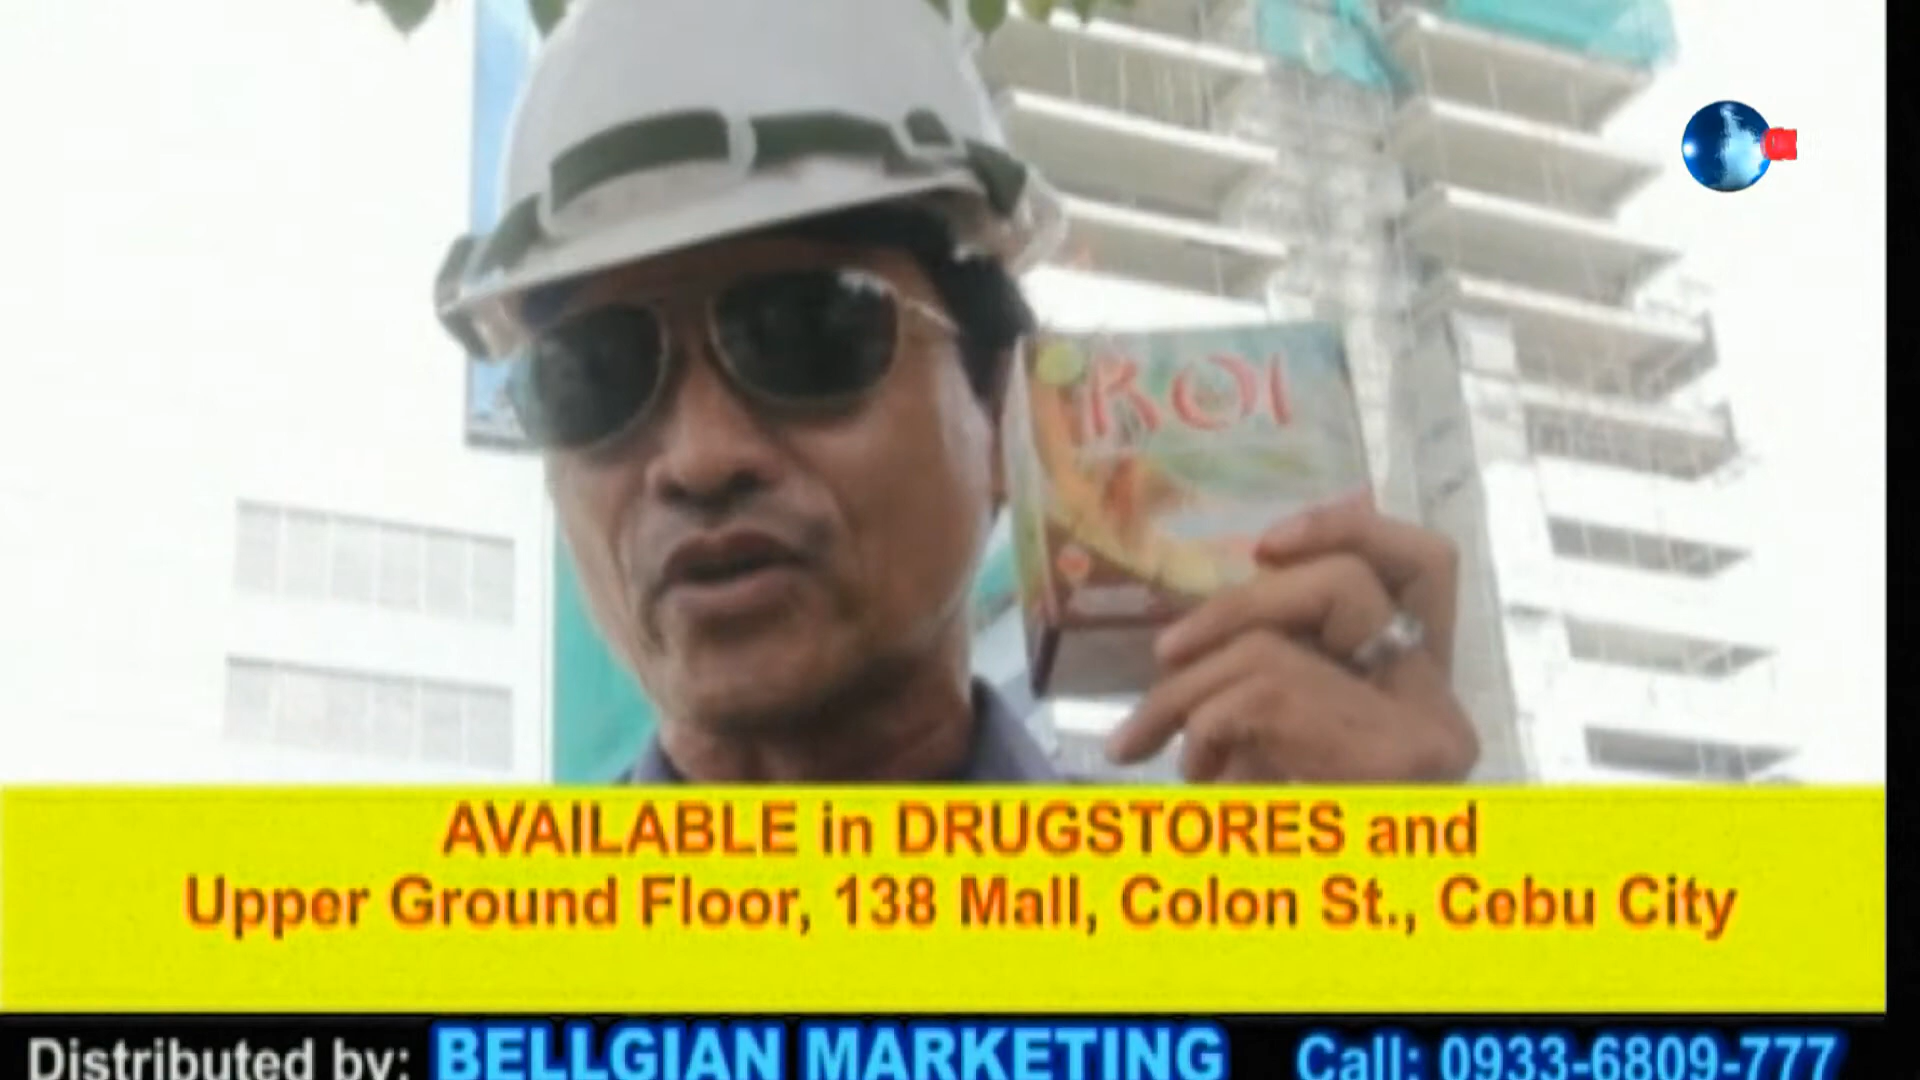 ROI
AVAILABLE in DRUGSTORES and
Upper Ground Floor, 138 Mall, Colon St., Cebu City
Distributed by: BELLGIAN MARKETING Call: 0933-6809-777